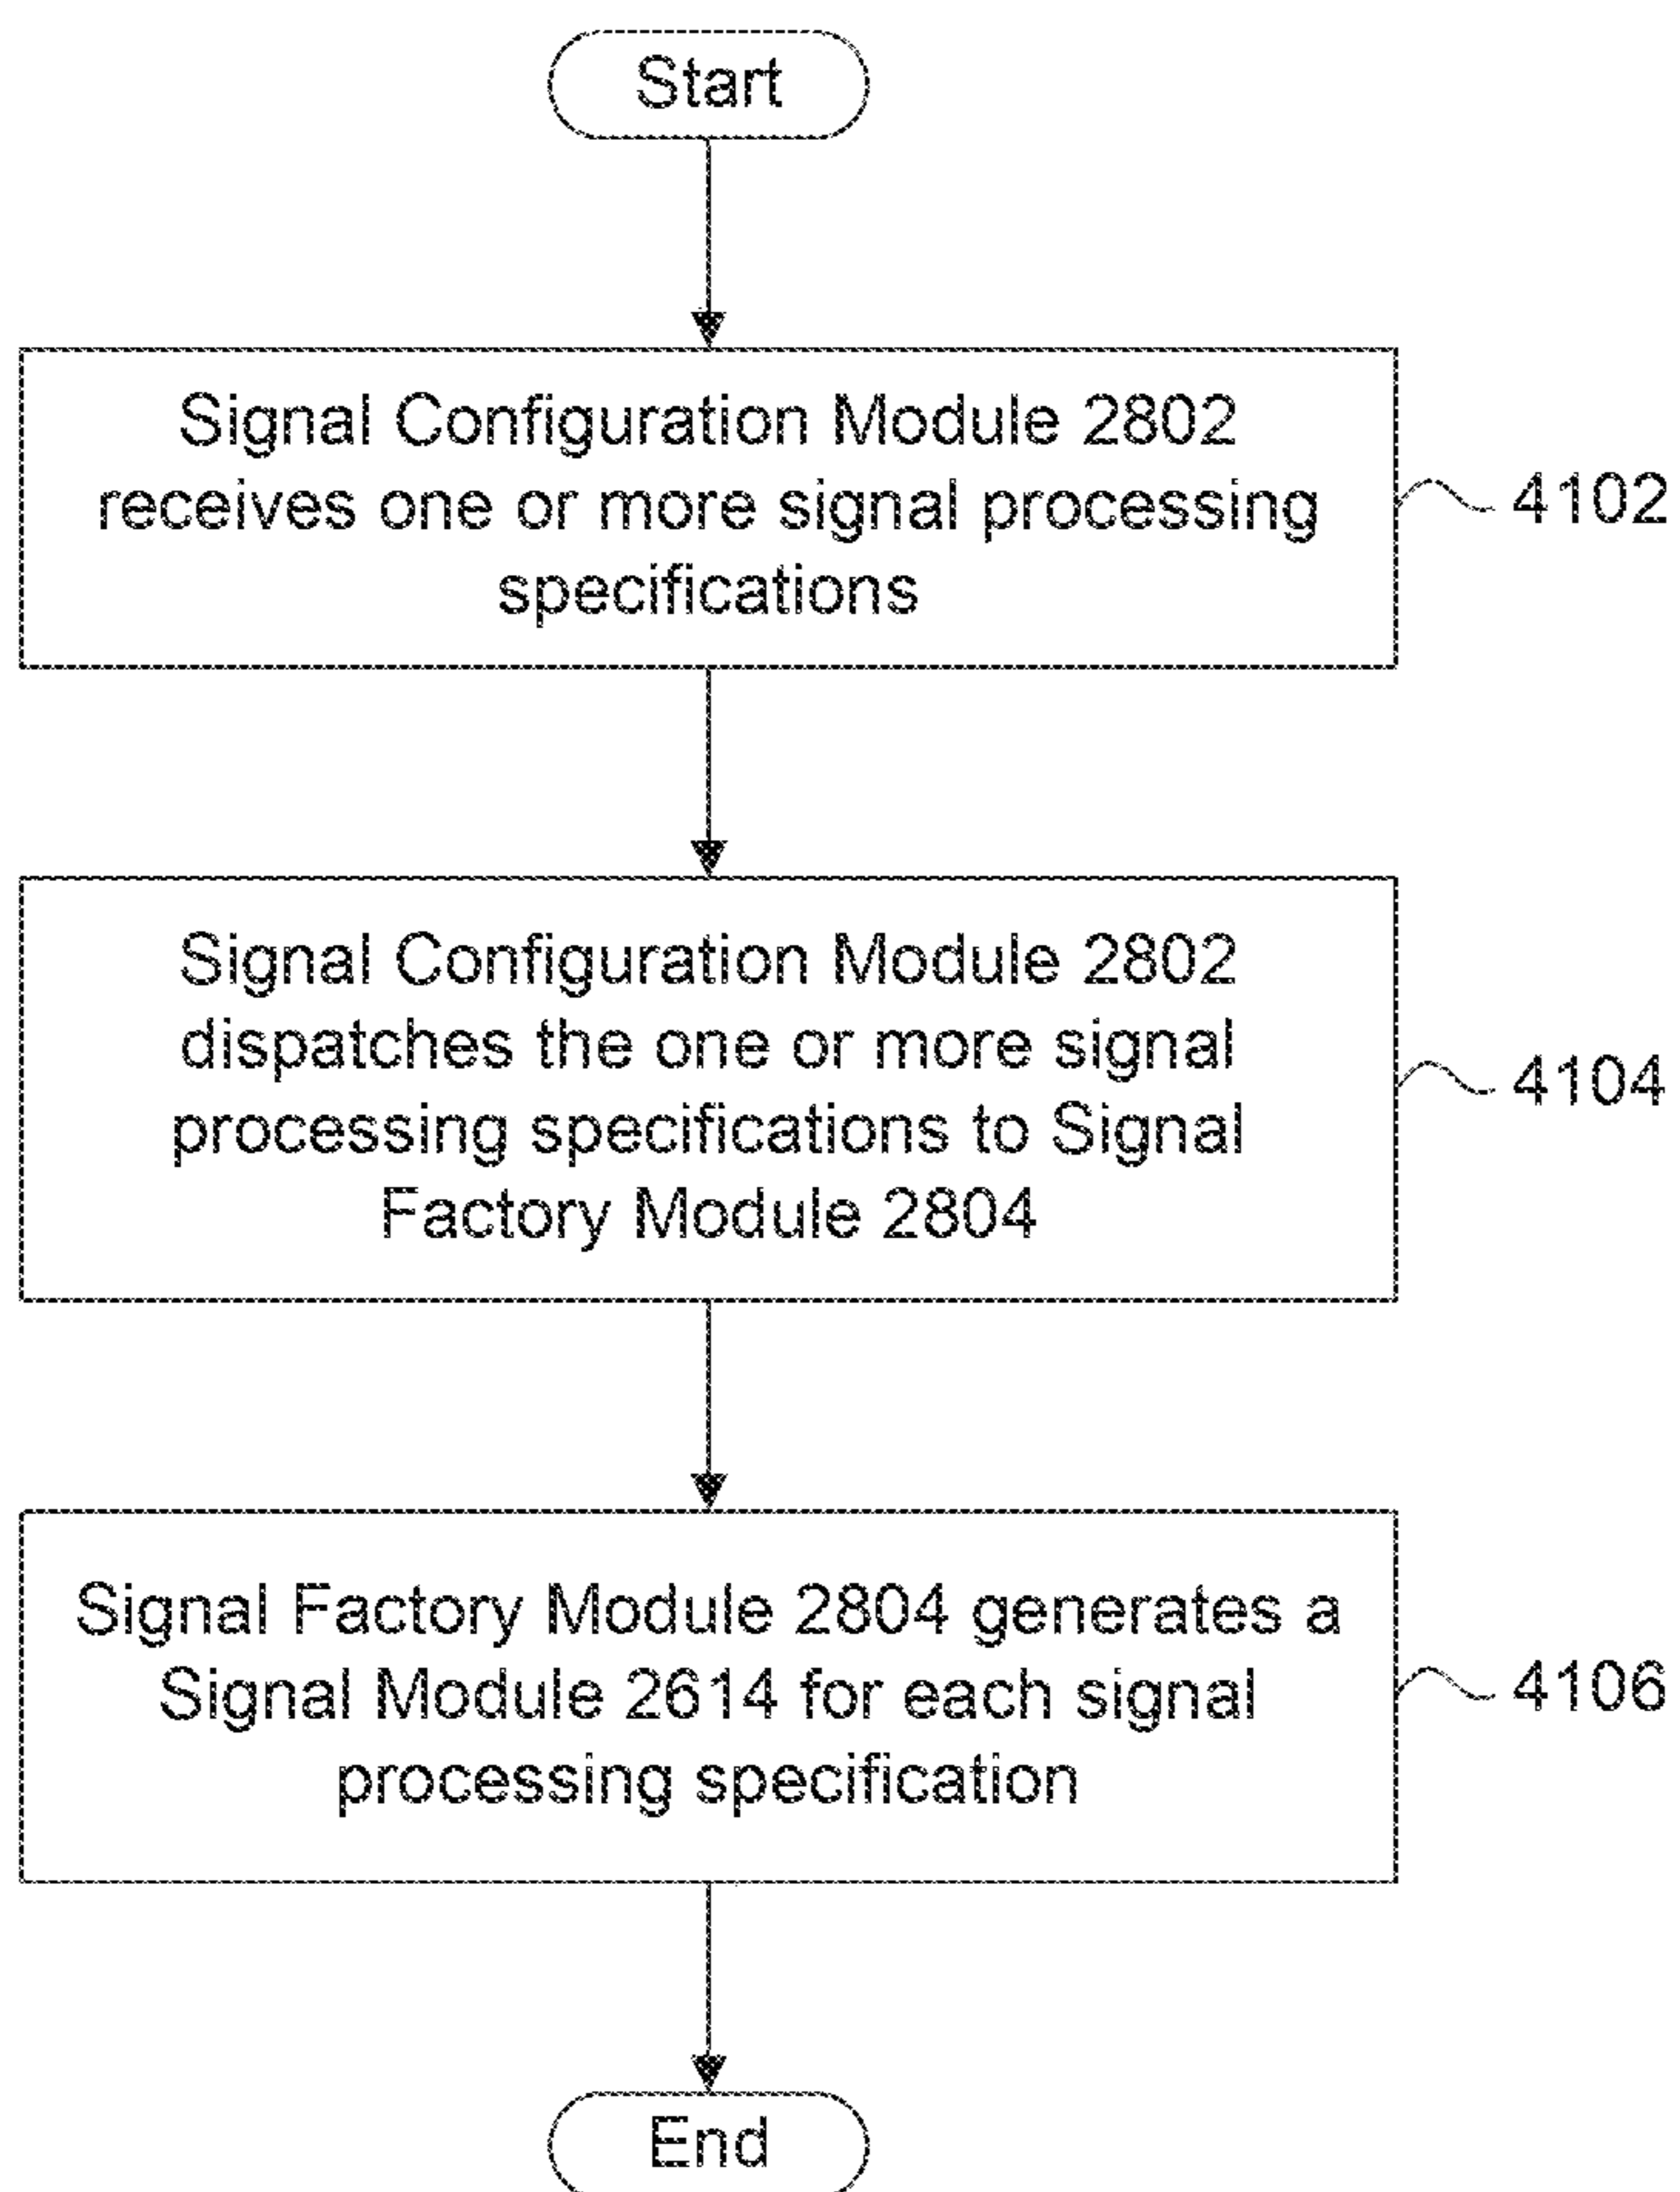 Start
Signal Configuration Module 2802
receives one or more signal processing
specifications
4102
Signal Configuration Module 2802
dispatches the one or more signal
processing specifications to Signal
Factory Module 2804
4104
Signal Factory Module 2804 generates a
Signal Module 2614 for each signal
processing specification
4106
End